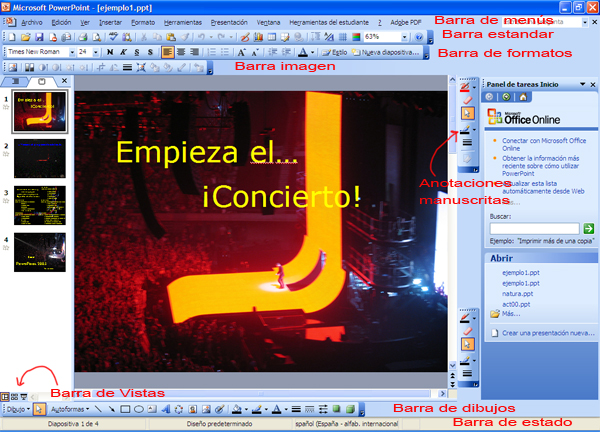 Microsoft PowerPoint - [ejemplo1.ppt]
Archivo Edición Ver Insertar Formato Herramientas Presentación Ventana Herramientas del estudiante ? Adobe PDF
Barra de menús
Barra estandar
63%
Times New Roman 24 N K S Estilo Nueva diapositiva...
Barra de formatos
Barra imagen
1
2
3
4
Empieza el...
¡Concierto!
Anotaciones
manuscritas
Panel de tareas Inicio
Microsoft
Office Online
Conectar con Microsoft Office
Online
Obtener la información más
reciente sobre cómo utilizar
PowerPoint
Actualizar esta lista
automáticamente desde Web
Más...
Buscar:
Ejemplo: "Imprimir más de una copia"
Abrir
ejemplo1.ppt
ejemplo1.ppt
natura.ppt
act00.ppt
Más...
Crear una presentación nueva...
Barra de Vistas
Dibujo Autoformas
Barra de dibujos
Diapositiva 1 de 4 Diseño predeterminado spañol (España - alfab. internacional
Barra de estado